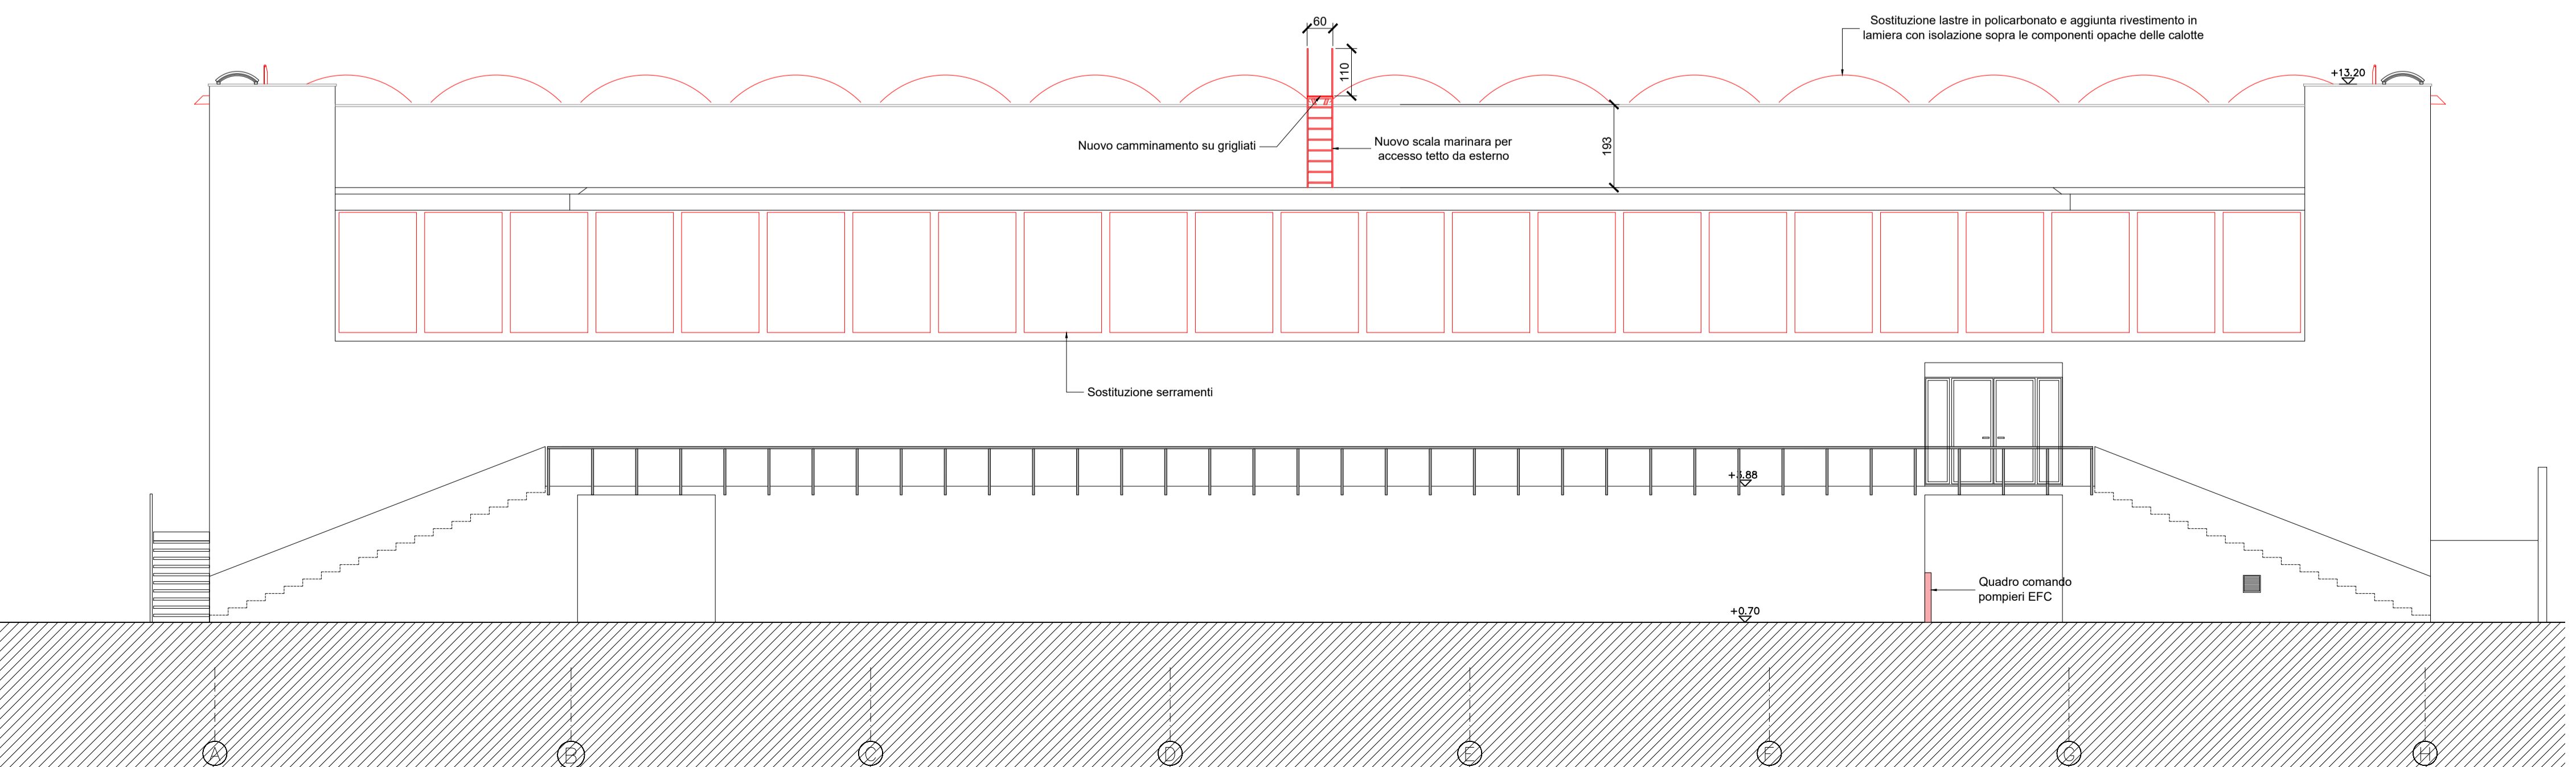 60
Sostituzione lastre in policarbonato e aggiunta rivestimento in
lamiera con isolazione sopra le componenti opache delle calotte
110
+13.20
Nuovo camminamento su grigliati
Nuovo scala marinara per
accesso tetto da esterno
193
Sostituzione serramenti
Quadro comando
pompieri EFC
+0.70
A
B
C
D
E
F
G
H